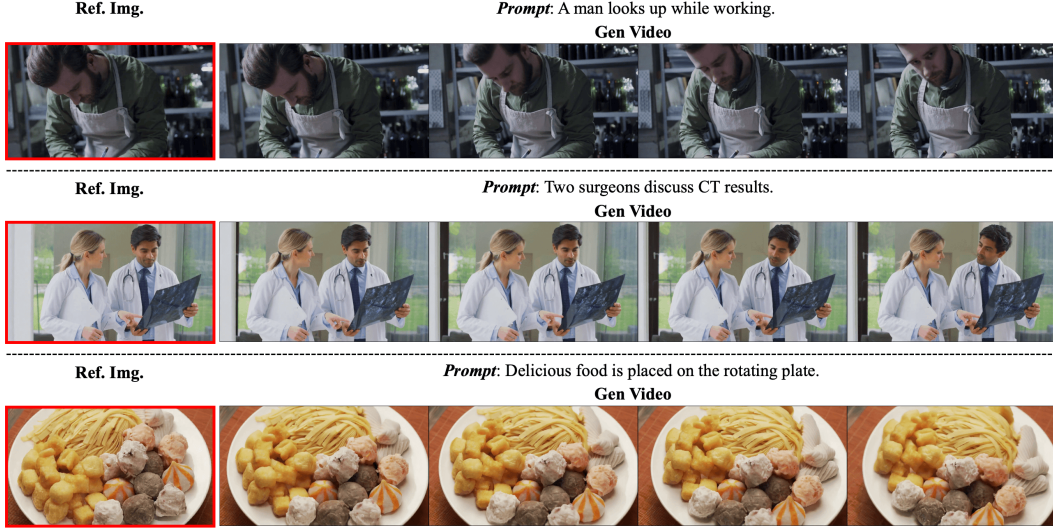 Ref. Img.
Prompt: A man looks up while working.
Gen Video
Ref. Img.
Prompt: Two surgeons discuss CT results.
Gen Video
Ref. Img.
Prompt: Delicious food is placed on the rotating plate.
Gen Video